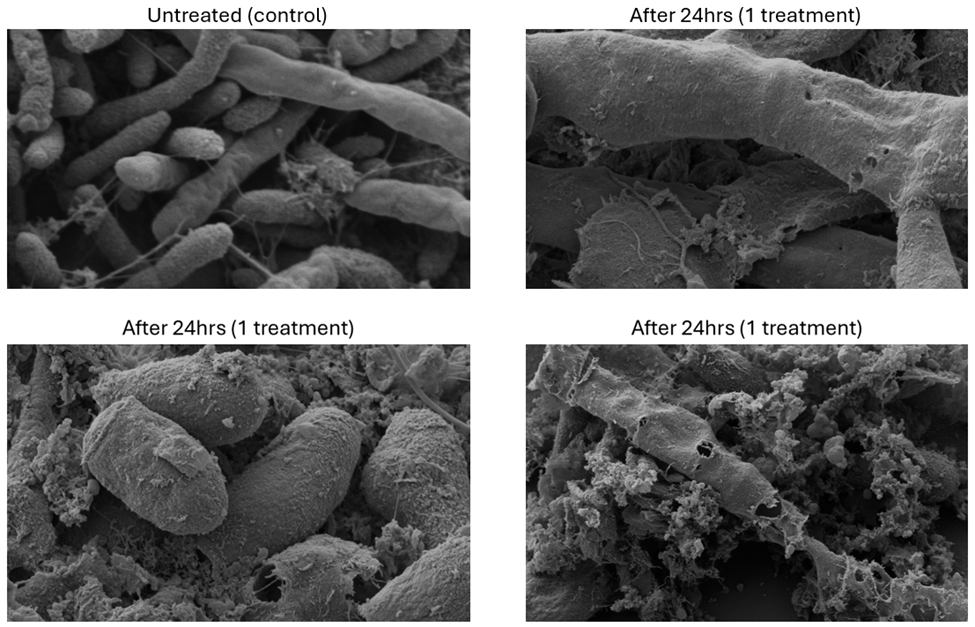 Untreated (control)
After 24hrs (1 treatment)
After 24hrs (1 treatment)
After 24hrs (1 treatment)